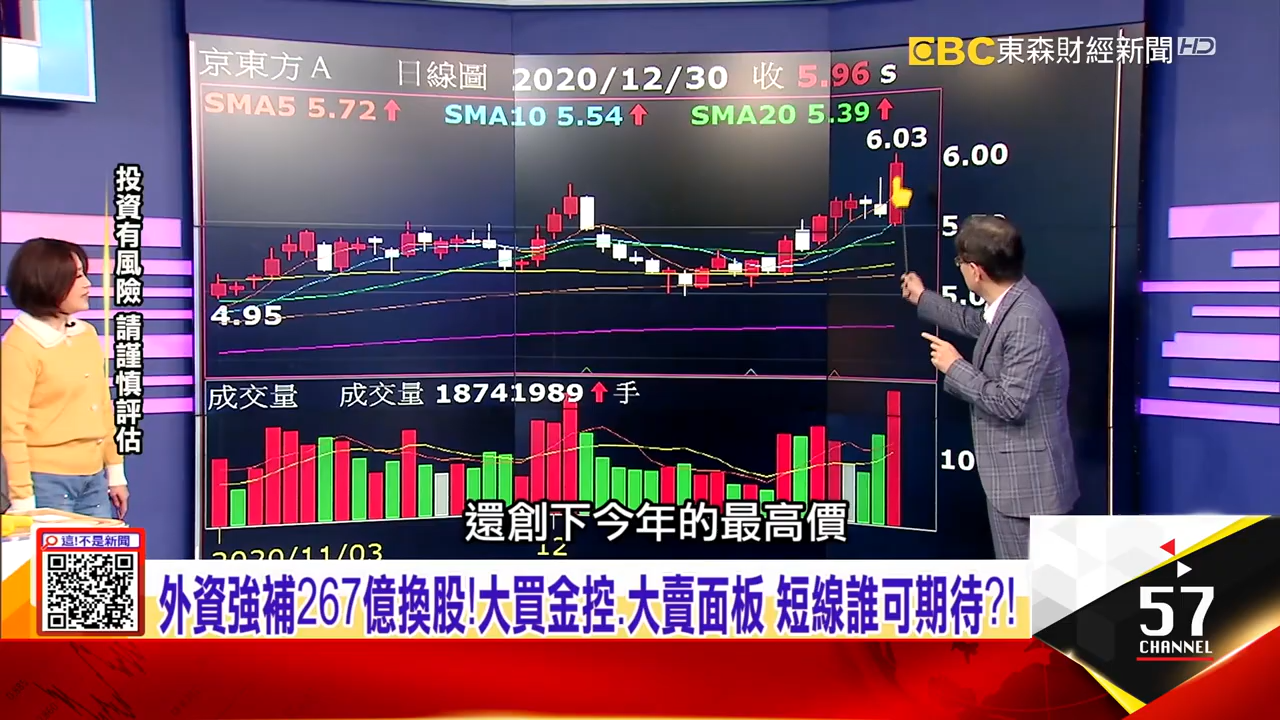 EBC 東森財經新聞 HD
京東方A 日線圖 2020/12/30 收 5.96 S
SMA5 5.72↑ SMA10 5.54↑ SMA20 5.39↑
6.03
6.00
4.95
成交量 成交量 18741989↑手
10
2020/11/03 12
投資有風險 請謹慎評估
還創下今年的最高價
這!不是新聞
外資強補267億換股!大買金控.大賣面板 短線誰可期待?!
57
CHANNEL